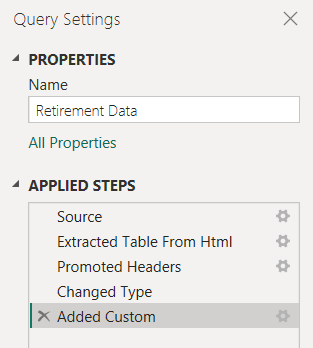 Query Settings
PROPERTIES
Name
Retirement Data
All Properties
APPLIED STEPS
Source
Extracted Table From Html
Promoted Headers
Changed Type
Added Custom